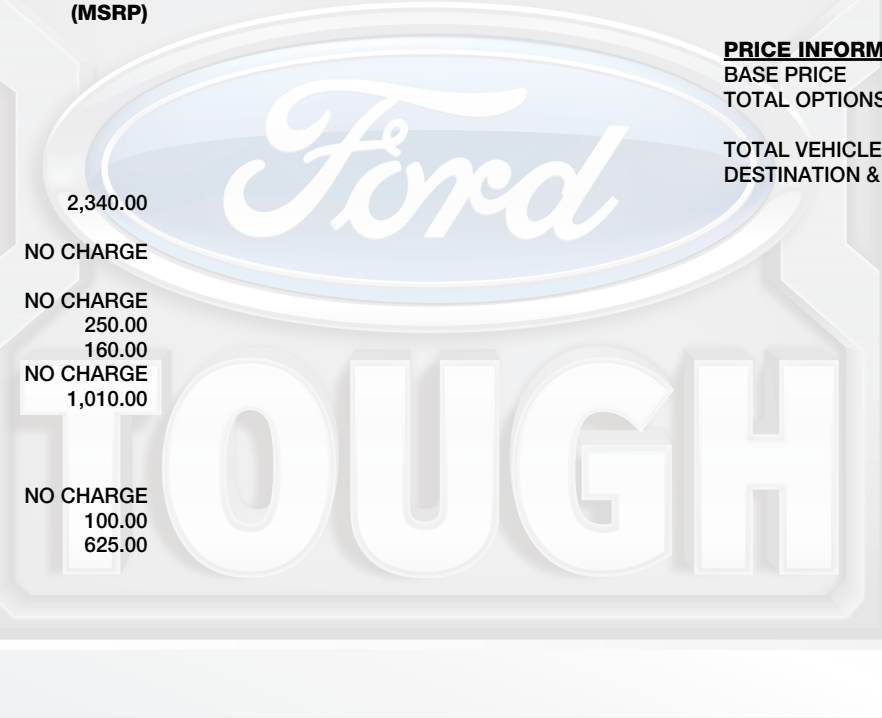 (MSRP)
2,340.00
NO CHARGE
NO CHARGE
250.00
160.00
NO CHARGE
1,010.00
NO CHARGE
100.00
625.00
PRICE INFORM
BASE PRICE
TOTAL OPTIONS
TOTAL VEHICLE
DESTINATION &
Ford
TOUGH